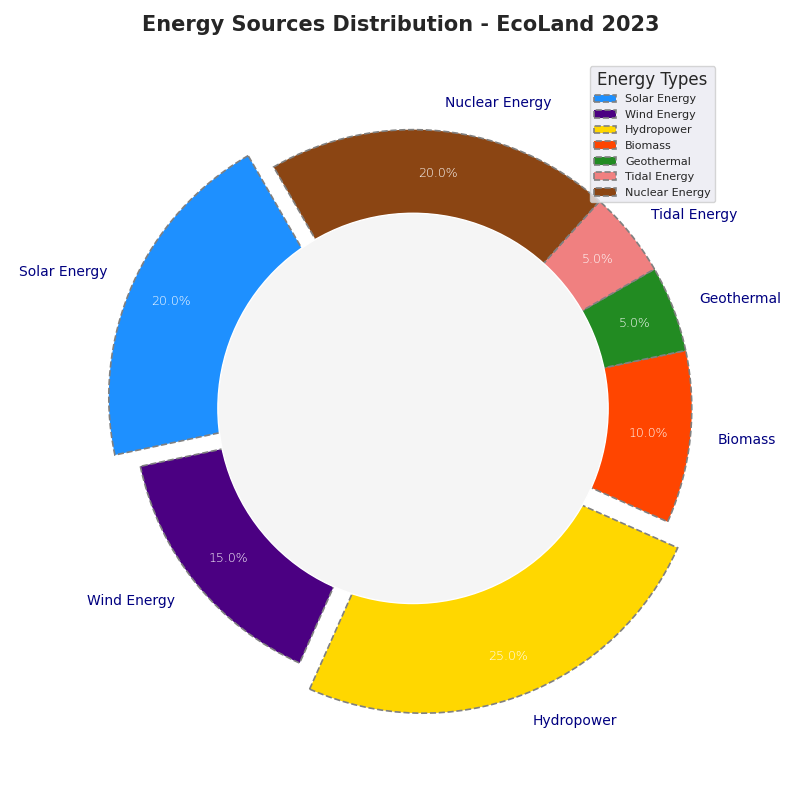 Energy Sources Distribution - EcoLand 2023
Energy Types
Solar Energy
Wind Energy
Hydropower
Biomass
Geothermal
Tidal Energy
Nuclear Energy
Nuclear Energy
20.0%
Tidal Energy
5.0%
Solar Energy
20.0%
Geothermal
5.0%
Biomass
10.0%
Wind Energy
15.0%
Hydropower
25.0%